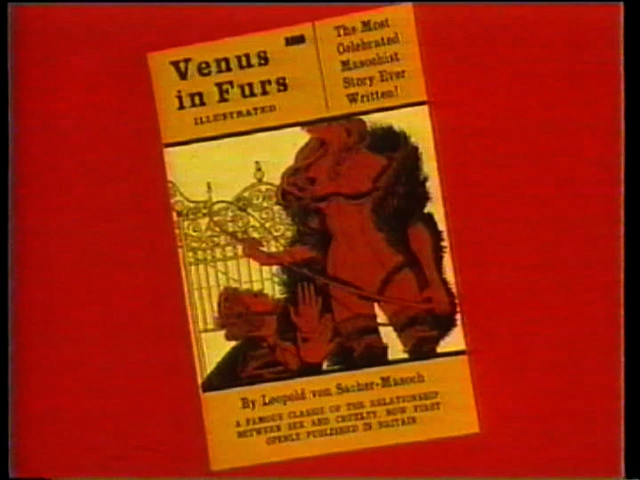 Venus
in Furs
ILLUSTRATED
The Most
Celebrated
Masochist
Story Ever
Written!
By Leopold von Sacher-Masoch
A FAMOUS CLASSIC OF THE RELATIONSHIP
BETWEEN SEX AND CRUELTY, NOW FIRST
OPENLY PUBLISHED IN BRITAIN